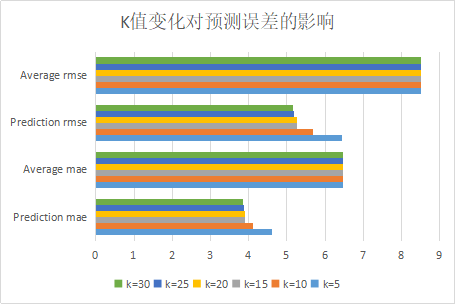 K值变化对预测误差的影响
Average rmse
Prediction rmse
Average mae
Prediction mae
0 1 2 3 4 5 6 7 8 9
k=30 k=25 k=20 k=15 k=10 k=5